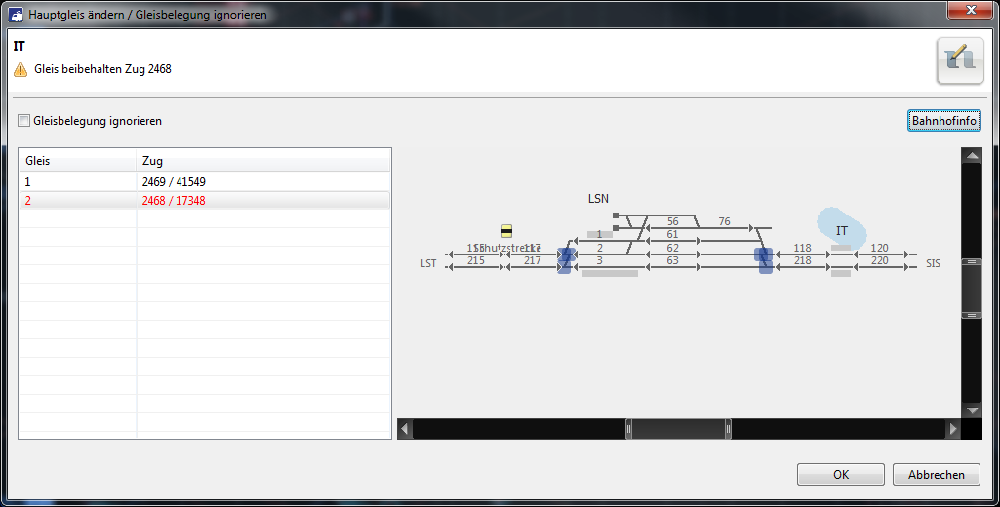 Hauptgleis ändern / Gleisbelegung ignorieren
IT
Gleis beibehalten Zug 2468
Gleisbelegung ignorieren
Bahnhofinfo
Gleis Zug
1 2469 / 41549
2 2468 / 17348
LSN
56 76
1 61
IT
Schutzstrecke 117 2 62 118 120
LST 215 217 3 63 218 220 SIS
OK Abbrechen